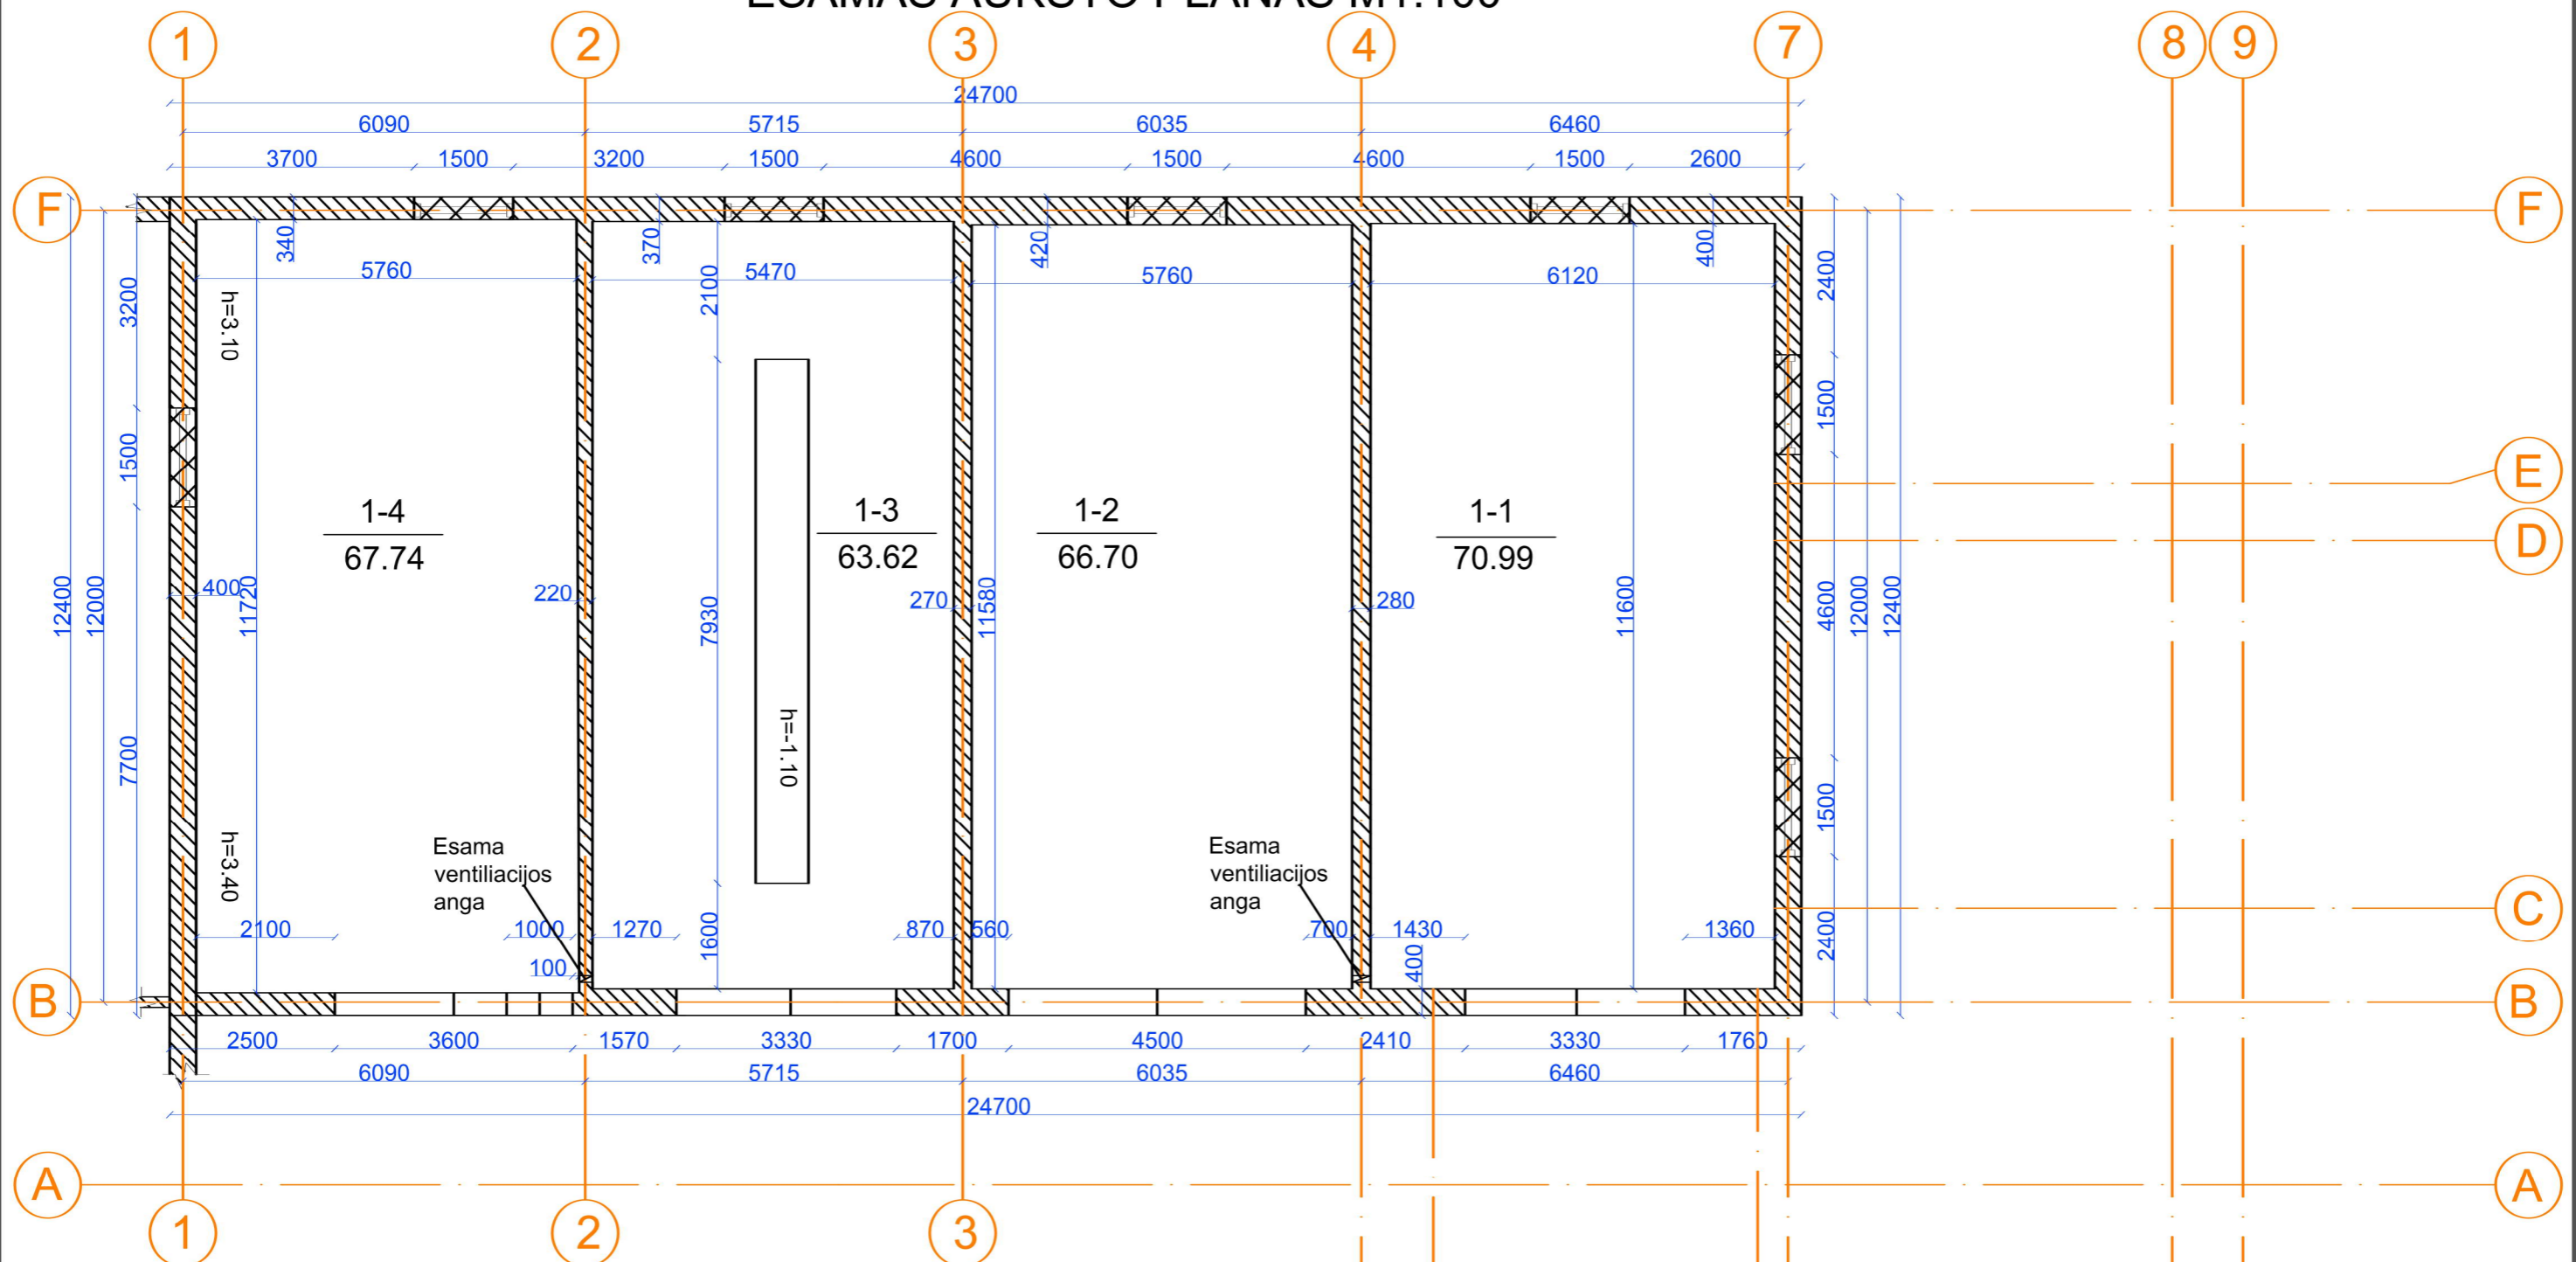 ESAMAS AUKŠTO PLANAS M1:100
1 2 3 4 7 8 9
24700
6090 5715 6035 6460
3700 1500 3200 1500 4600 1500 4600 1500 2600
F F
340 370 420 400
5760 5470 5760 6120
3200 2100 2400
h=3.10
1500 1500
E
D
1-4 1-3 1-2 1-1
67.74 63.62 66.70 70.99
12400 12000 400 11720 220 7930 270 11580 280 11600 4600 12000 12400
7700 h=-1.10 1500
h=3.40
Esama
ventiliacijos
anga
Esama
ventiliacijos
anga
C
2100 1000 1270 1600 870 560 700 1430 1360 2400
100 400
B B
2500 3600 1570 3330 1700 4500 2410 3330 1760
6090 5715 6035 6460
24700
A A
1 2 3